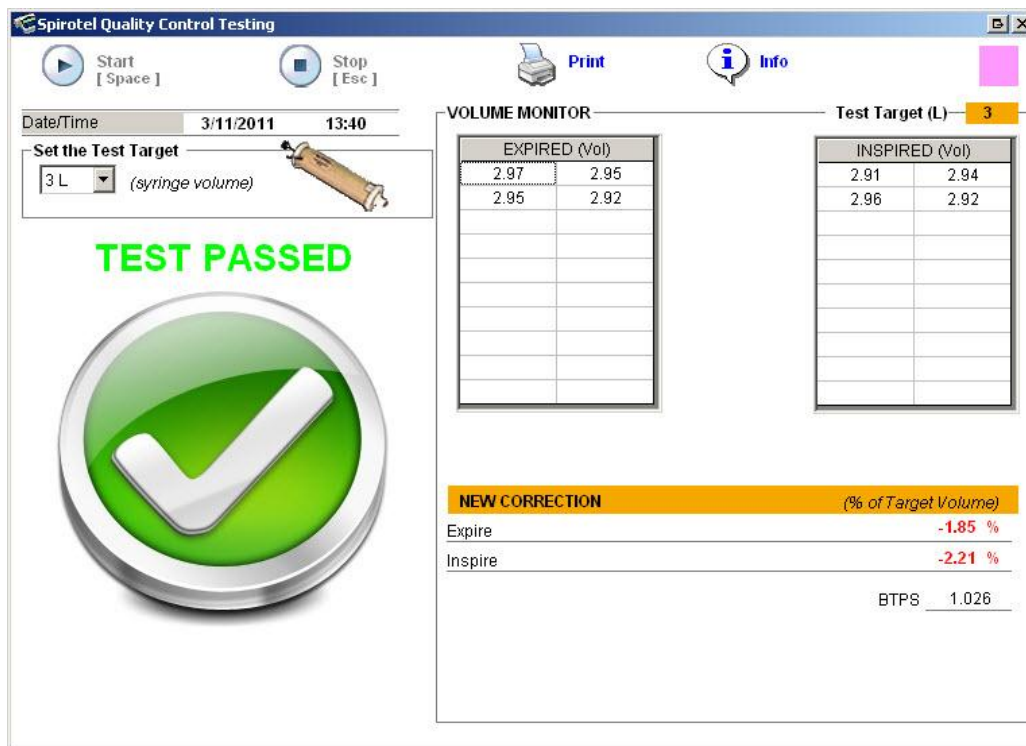 Spirotel Quality Control Testing
Start
[ Space ]
Stop
[ Esc ]
Print
Info
Date/Time 3/11/2011 13:40
Set the Test Target
3 L (syringe volume)
TEST PASSED
VOLUME MONITOR Test Target (L) 3
EXPIRED (Vol)
2.97 2.95
2.95 2.92
INSPIRED (Vol)
2.91 2.94
2.96 2.92
NEW CORRECTION (% of Target Volume)
Expire -1.85 %
Inspire -2.21 %
BTPS 1.026